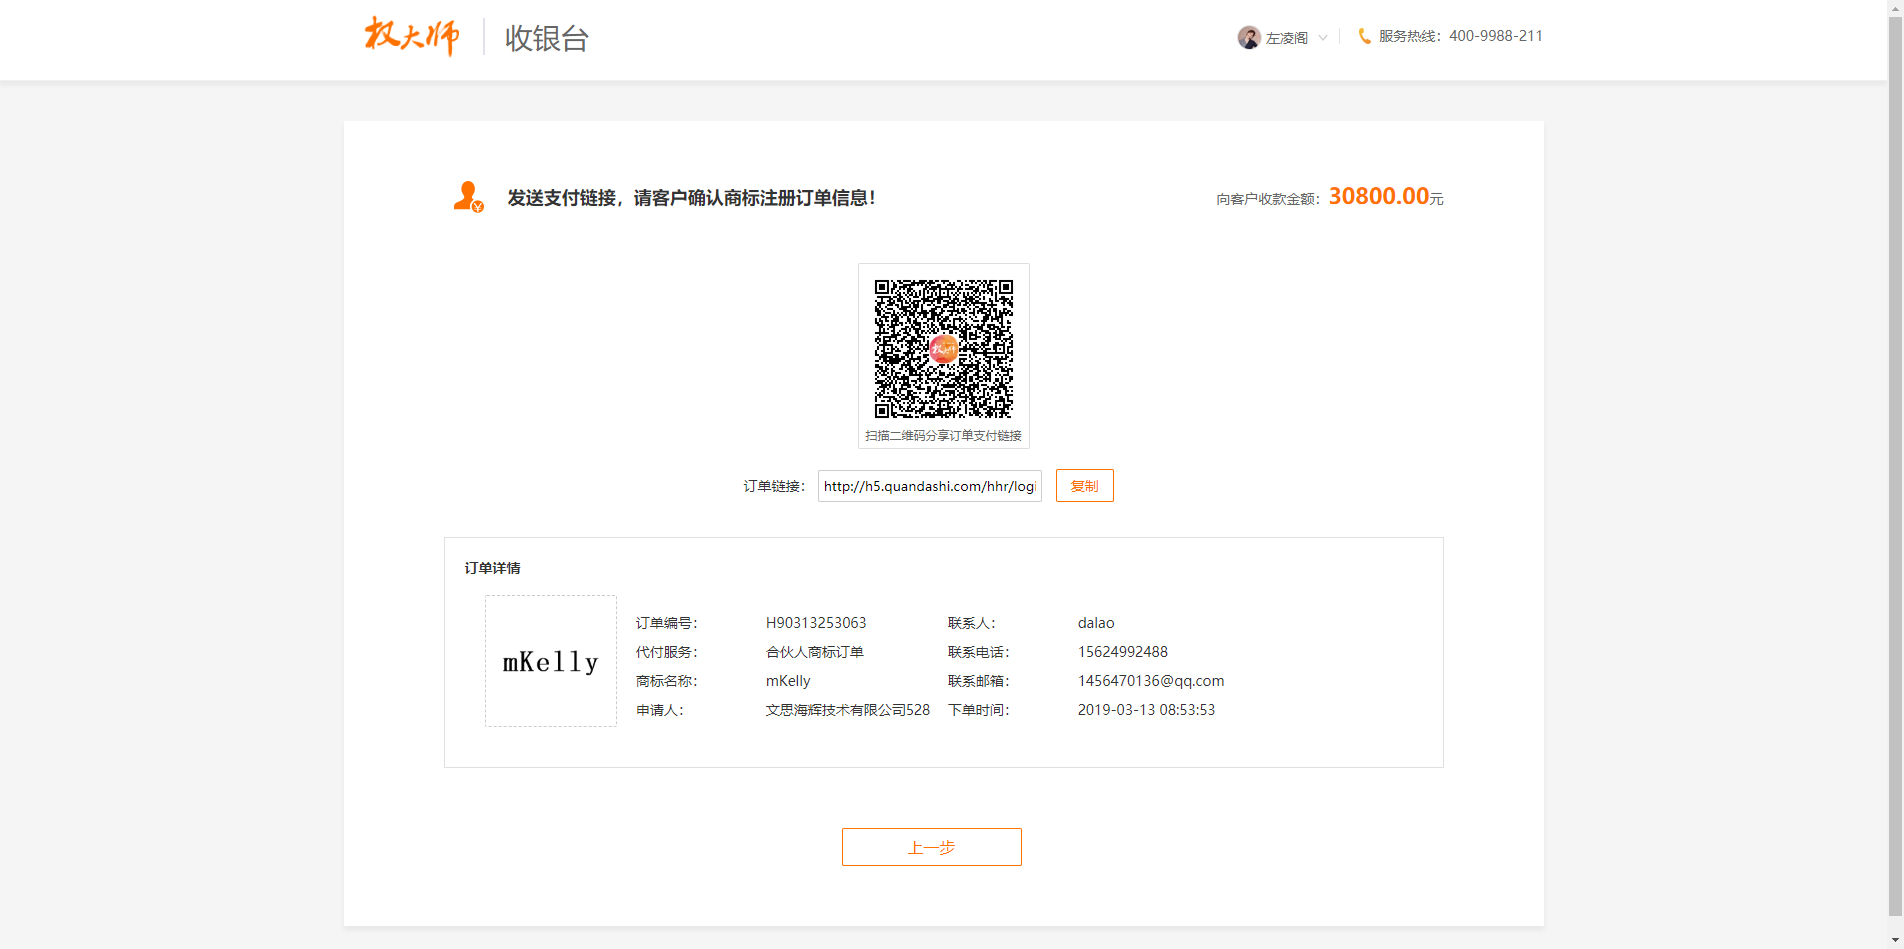 权大师 收银台 左凌阁 服务热线：400-9988-211
发送支付链接，请客户确认商标注册订单信息！ 向客户收款金额：30800.00元
权大师
扫描二维码分享订单支付链接
订单链接： http://h5.quandashi.com/hhr/logi 复制
订单详情
mKelly
订单编号： H90313253063 联系人： dalao
代付服务： 合伙人商标订单 联系电话： 15624992488
商标名称： mKelly 联系邮箱： 1456470136@qq.com
申请人： 文思海辉技术有限公司528 下单时间： 2019-03-13 08:53:53
上一步